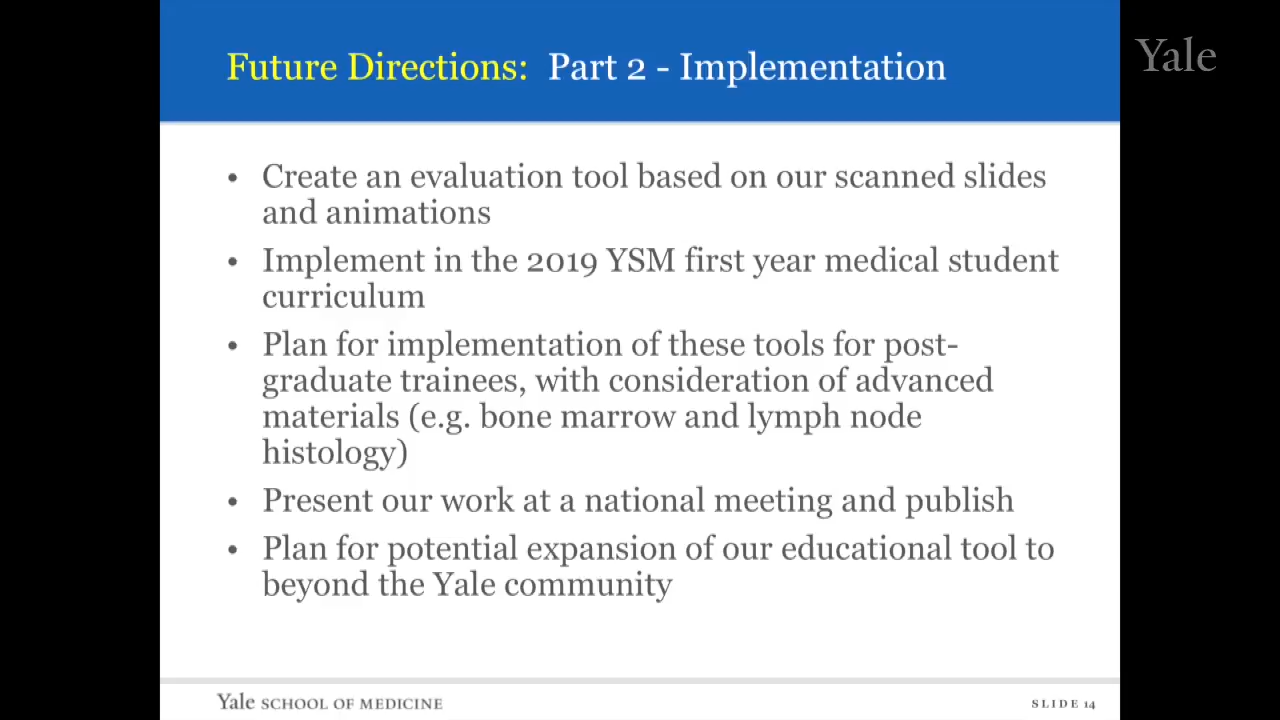 Future Directions: Part 2 - Implementation
Yale
• Create an evaluation tool based on our scanned slides
and animations
• Implement in the 2019 YSM first year medical student
curriculum
• Plan for implementation of these tools for post-
graduate trainees, with consideration of advanced
materials (e.g. bone marrow and lymph node
histology)
• Present our work at a national meeting and publish
• Plan for potential expansion of our educational tool to
beyond the Yale community
Yale SCHOOL OF MEDICINE
SLIDE 14